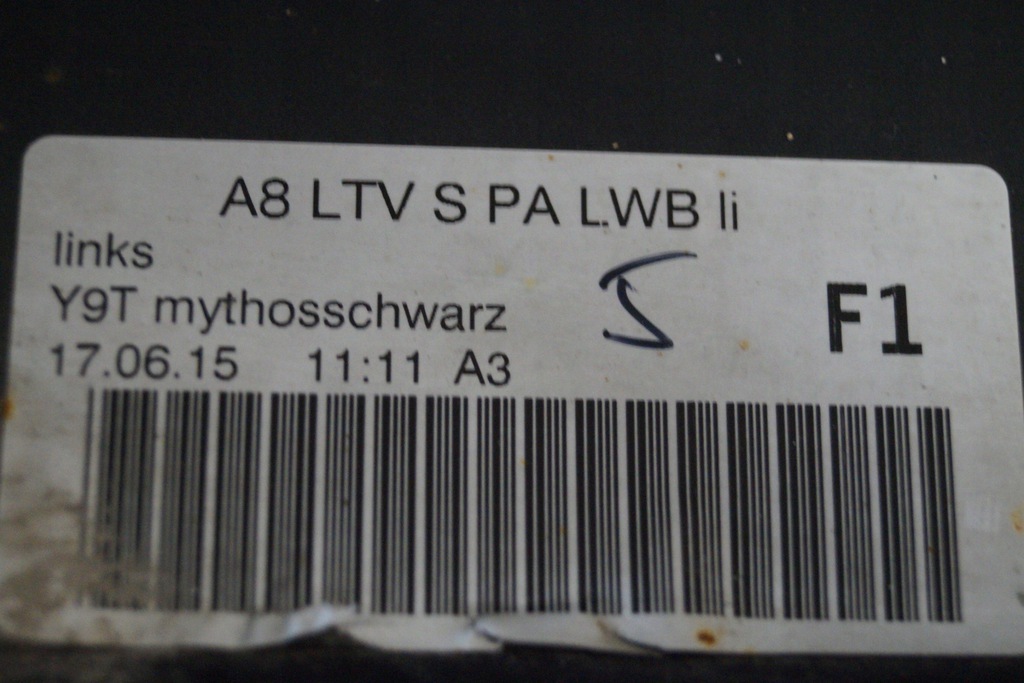 A8 LTV S PA LWB li
links
Y9T mythosschwarz
F1
17.06.15 11:11 A3